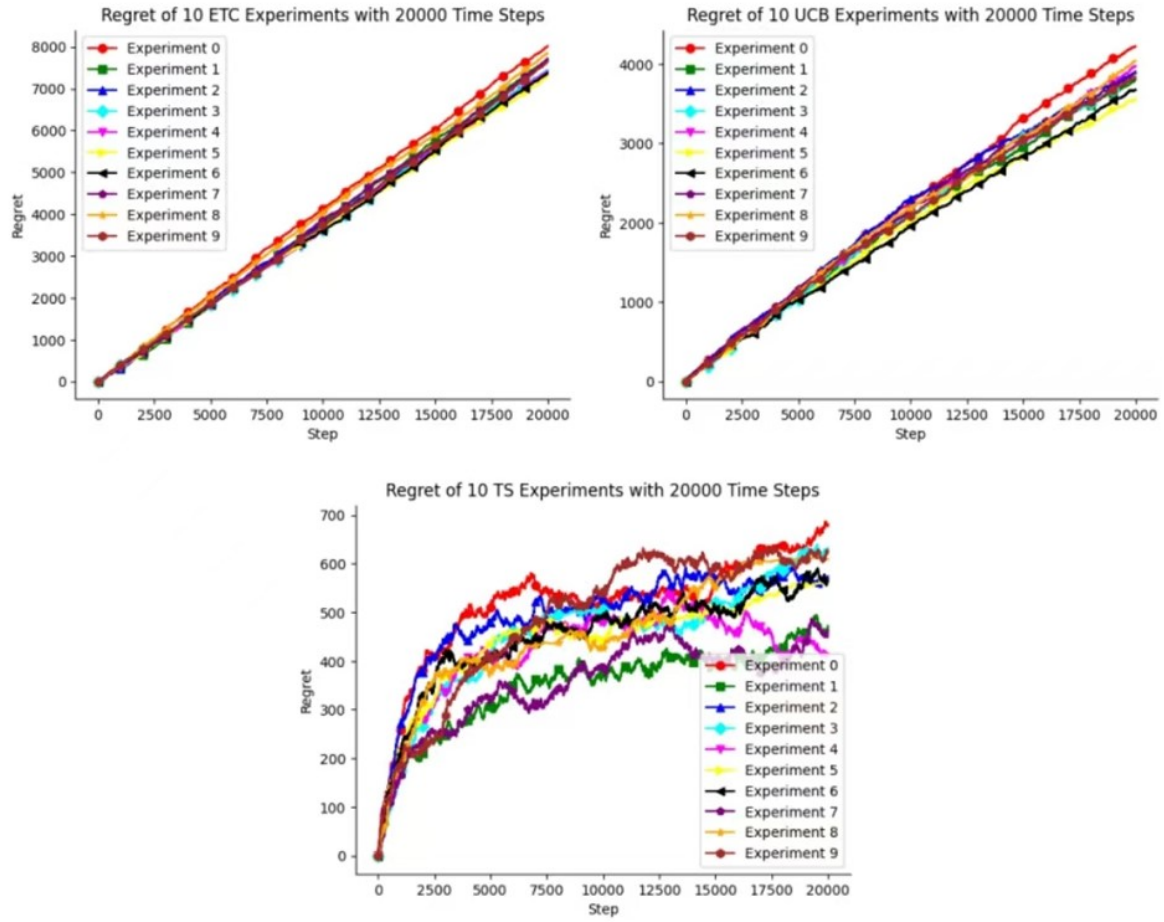 Regret of 10 ETC Experiments with 20000 Time Steps
8000
7000
6000
5000
4000
3000
2000
1000
0
Regret
Experiment 0
Experiment 1
Experiment 2
Experiment 3
Experiment 4
Experiment 5
Experiment 6
Experiment 7
Experiment 8
Experiment 9
0 2500 5000 7500 10000 12500 15000 17500 20000
Step
Regret of 10 UCB Experiments with 20000 Time Steps
4000
3000
2000
1000
0
Regret
Experiment 0
Experiment 1
Experiment 2
Experiment 3
Experiment 4
Experiment 5
Experiment 6
Experiment 7
Experiment 8
Experiment 9
0 2500 5000 7500 10000 12500 15000 17500 20000
Step
Regret of 10 TS Experiments with 20000 Time Steps
700
600
500
400
300
200
100
0
Regret
Experiment 0
Experiment 1
Experiment 2
Experiment 3
Experiment 4
Experiment 5
Experiment 6
Experiment 7
Experiment 8
Experiment 9
0 2500 5000 7500 10000 12500 15000 17500 20000
Step